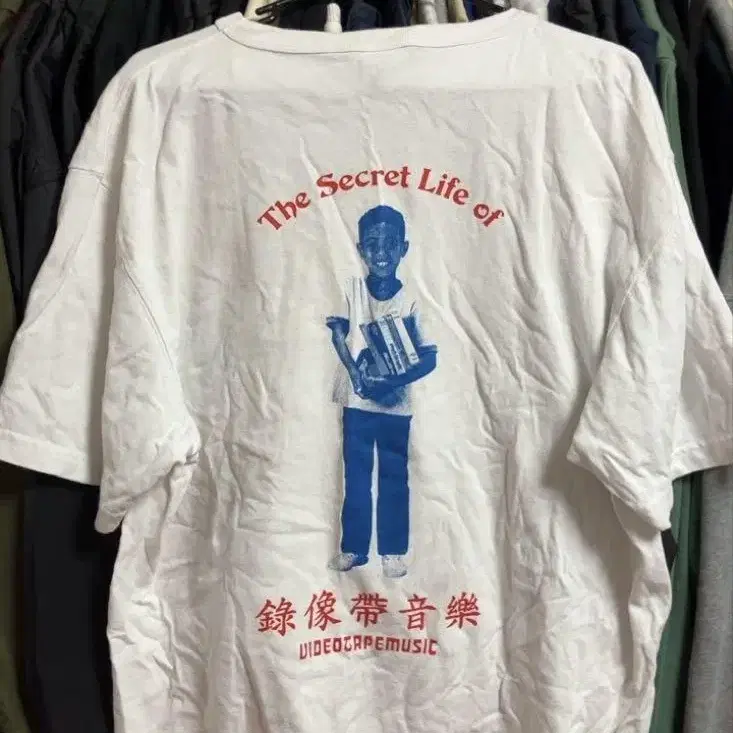 The Secret Life of
錄像帶音樂
VIDEOTAPEMUSIC